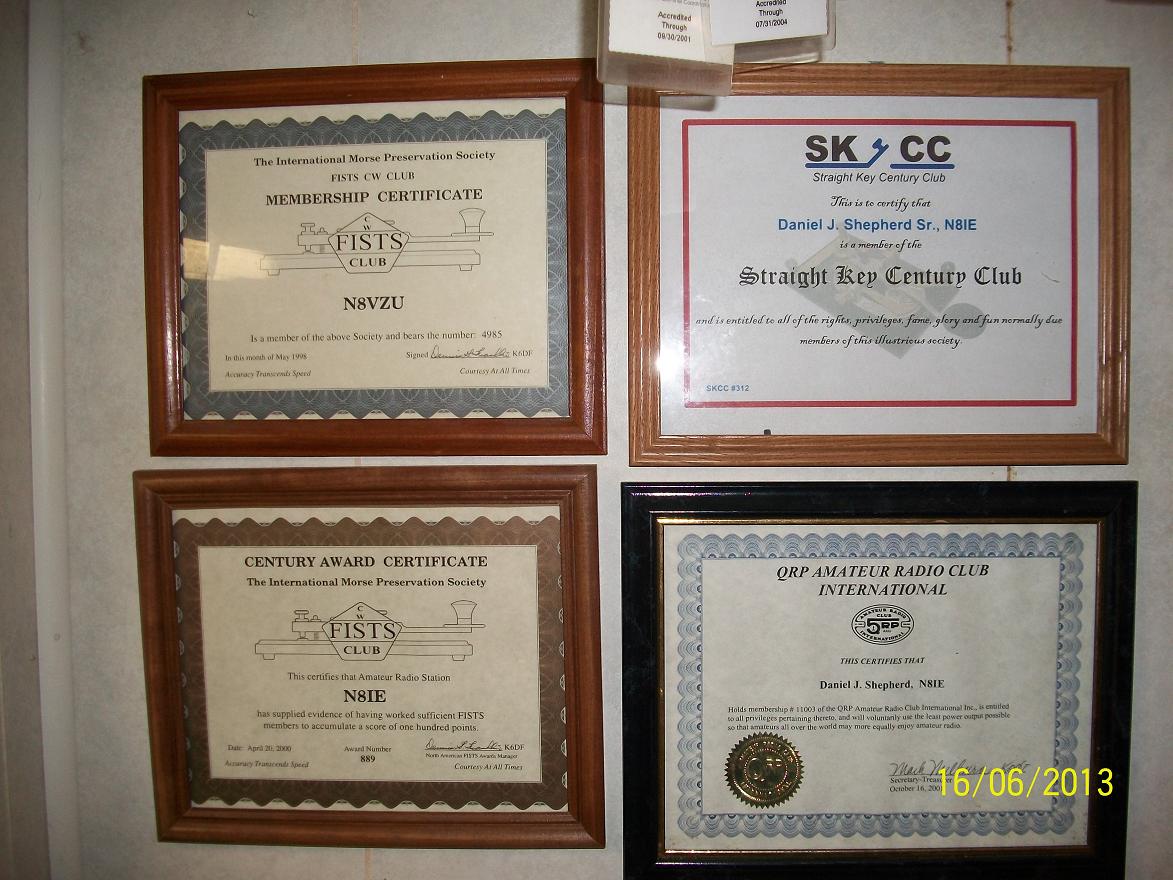 Accredited
Through
09/30/2001
Accredited
Through
07/31/2004
The International Morse Preservation Society
FISTS CW CLUB
MEMBERSHIP CERTIFICATE
C
W
FISTS
CLUB
N8VZU
Is a member of the above Society and bears the number: 4985
In this month of May 1998
Signed K6DF
Accuracy Transcends Speed
Courtesy At All Times
SK CC
Straight Key Century Club
This is to certify that
Daniel J. Shepherd Sr., N8IE
is a member of the
Straight Key Century Club
and is entitled to all of the rights, privileges, fame, glory and fun normally due
members of this illustrious society.
SKCC #312
CENTURY AWARD CERTIFICATE
The International Morse Preservation Society
C
W
FISTS
CLUB
This certifies that Amateur Radio Station
N8IE
has supplied evidence of having worked sufficient FISTS
members to accumulate a score of one hundred points.
Date: April 20, 2000
Award Number
889
K6DF
North American FISTS Awards Manager
Accuracy Transcends Speed
Courtesy At All Times
QRP AMATEUR RADIO CLUB
INTERNATIONAL
AMATEUR RADIO
CLUB
QRP
INTERNATIONAL
THIS CERTIFIES THAT
Daniel J. Shepherd, N8IE
Holds membership # 11003 of the QRP Amateur Radio Club International Inc., is entitled
to all privileges pertaining thereto, and will voluntarily use the least power output possible
so that amateurs all over the world may more equally enjoy amateur radio.
QRP
Mark
Secretary-Treasurer
October 16,
16/06/2013